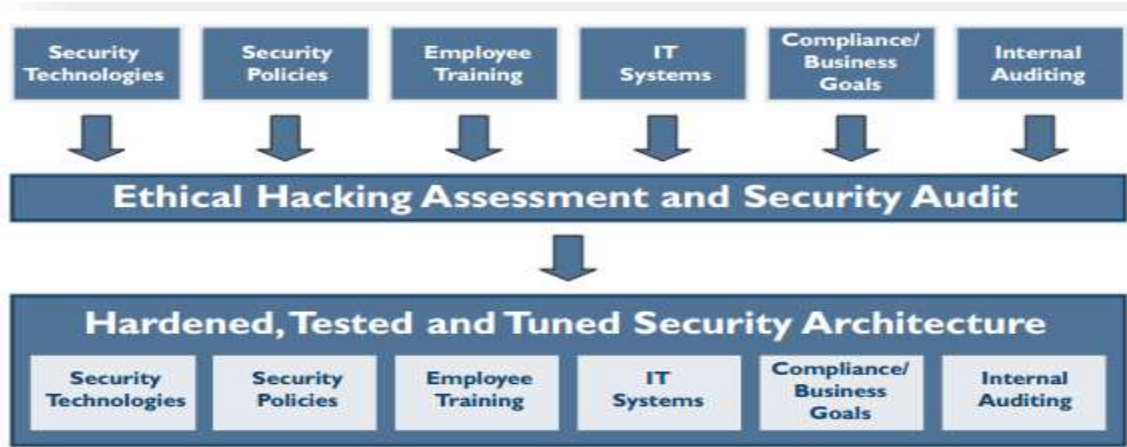 Security
Technologies
Security
Policies
Employee
Training
IT
Systems
Compliance/
Business
Goals
Internal
Auditing
Ethical Hacking Assessment and Security Audit
Hardened, Tested and Tuned Security Architecture
Security
Technologies
Security
Policies
Employee
Training
IT
Systems
Compliance/
Business
Goals
Internal
Auditing